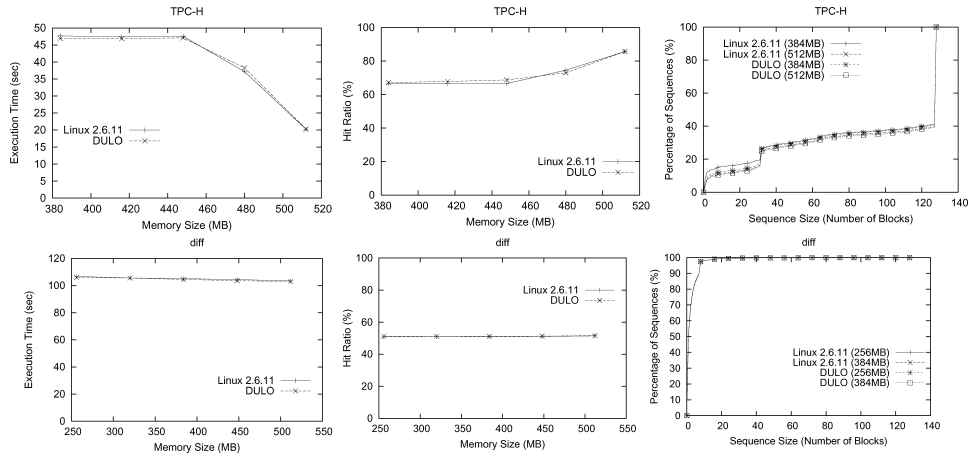 TPC-H
50
45
40
35
30
25
20
15
10
5
0
Execution Time (sec)
Linux 2.6.11
DULO
380 400 420 440 460 480 500 520
Memory Size (MB)
TPC-H
100
80
60
40
20
0
Hit Ratio (%)
Linux 2.6.11
DULO
380 400 420 440 460 480 500 520
Memory Size (MB)
TPC-H
100
80
60
40
20
0
Percentage of Sequences (%)
Linux 2.6.11 (384MB)
Linux 2.6.11 (512MB)
DULO (384MB)
DULO (512MB)
0 20 40 60 80 100 120 140
Sequence Size (Number of Blocks)
diff
120
100
80
60
40
20
0
Execution Time (sec)
Linux 2.6.11
DULO
250 300 350 400 450 500 550
Memory Size (MB)
diff
100
80
60
40
20
0
Hit Ratio (%)
Linux 2.6.11
DULO
250 300 350 400 450 500 550
Memory Size (MB)
diff
100
90
80
70
60
50
40
30
20
10
0
Percentage of Sequences (%)
Linux 2.6.11 (256MB)
Linux 2.6.11 (384MB)
DULO (256MB)
DULO (384MB)
0 20 40 60 80 100 120 140
Sequence Size (Number of Blocks)